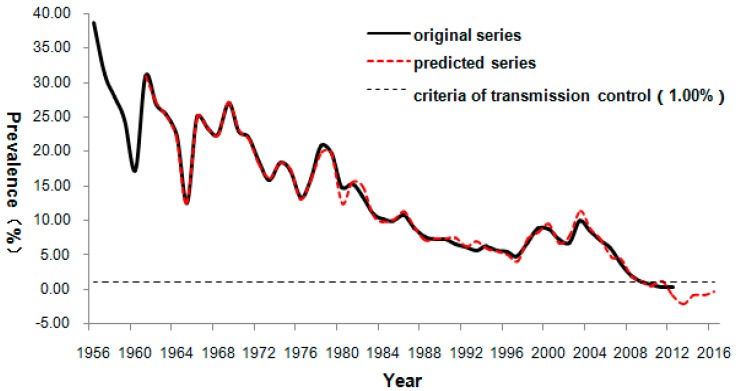 40.00
35.00
30.00
25.00
20.00
15.00
10.00
5.00
0.00
-5.00
Prevalence (%)
original series
predicted series
criteria of transmission control (1.00%)
1956 1960 1964 1968 1972 1976 1980 1984 1988 1992 1996 2000 2004 2008 2012 2016
Year